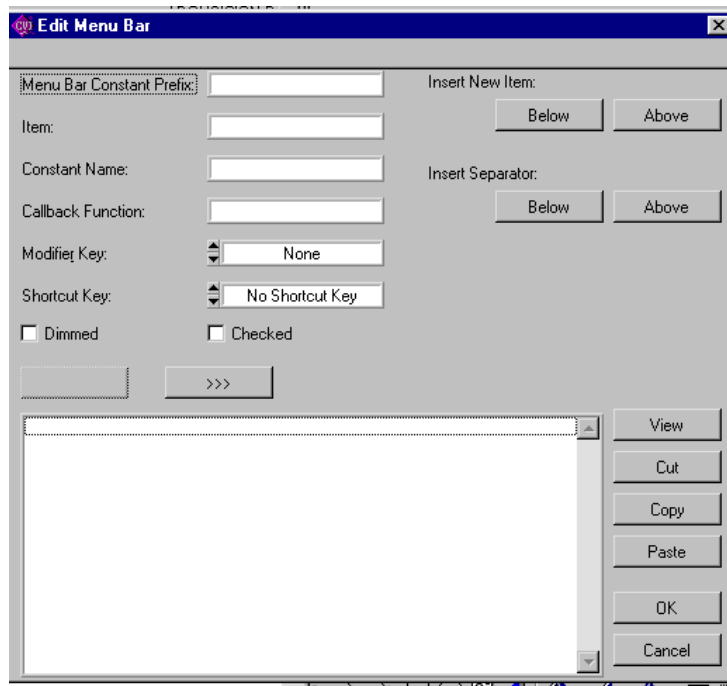 CVI Edit Menu Bar
Menu Bar Constant Prefix:
Insert New Item:
Below Above
Item:
Constant Name:
Insert Separator:
Below Above
Callback Function:
Modifier Key: None
Shortcut Key: No Shortcut Key
Dimmed Checked
>>>
View
Cut
Copy
Paste
OK
Cancel